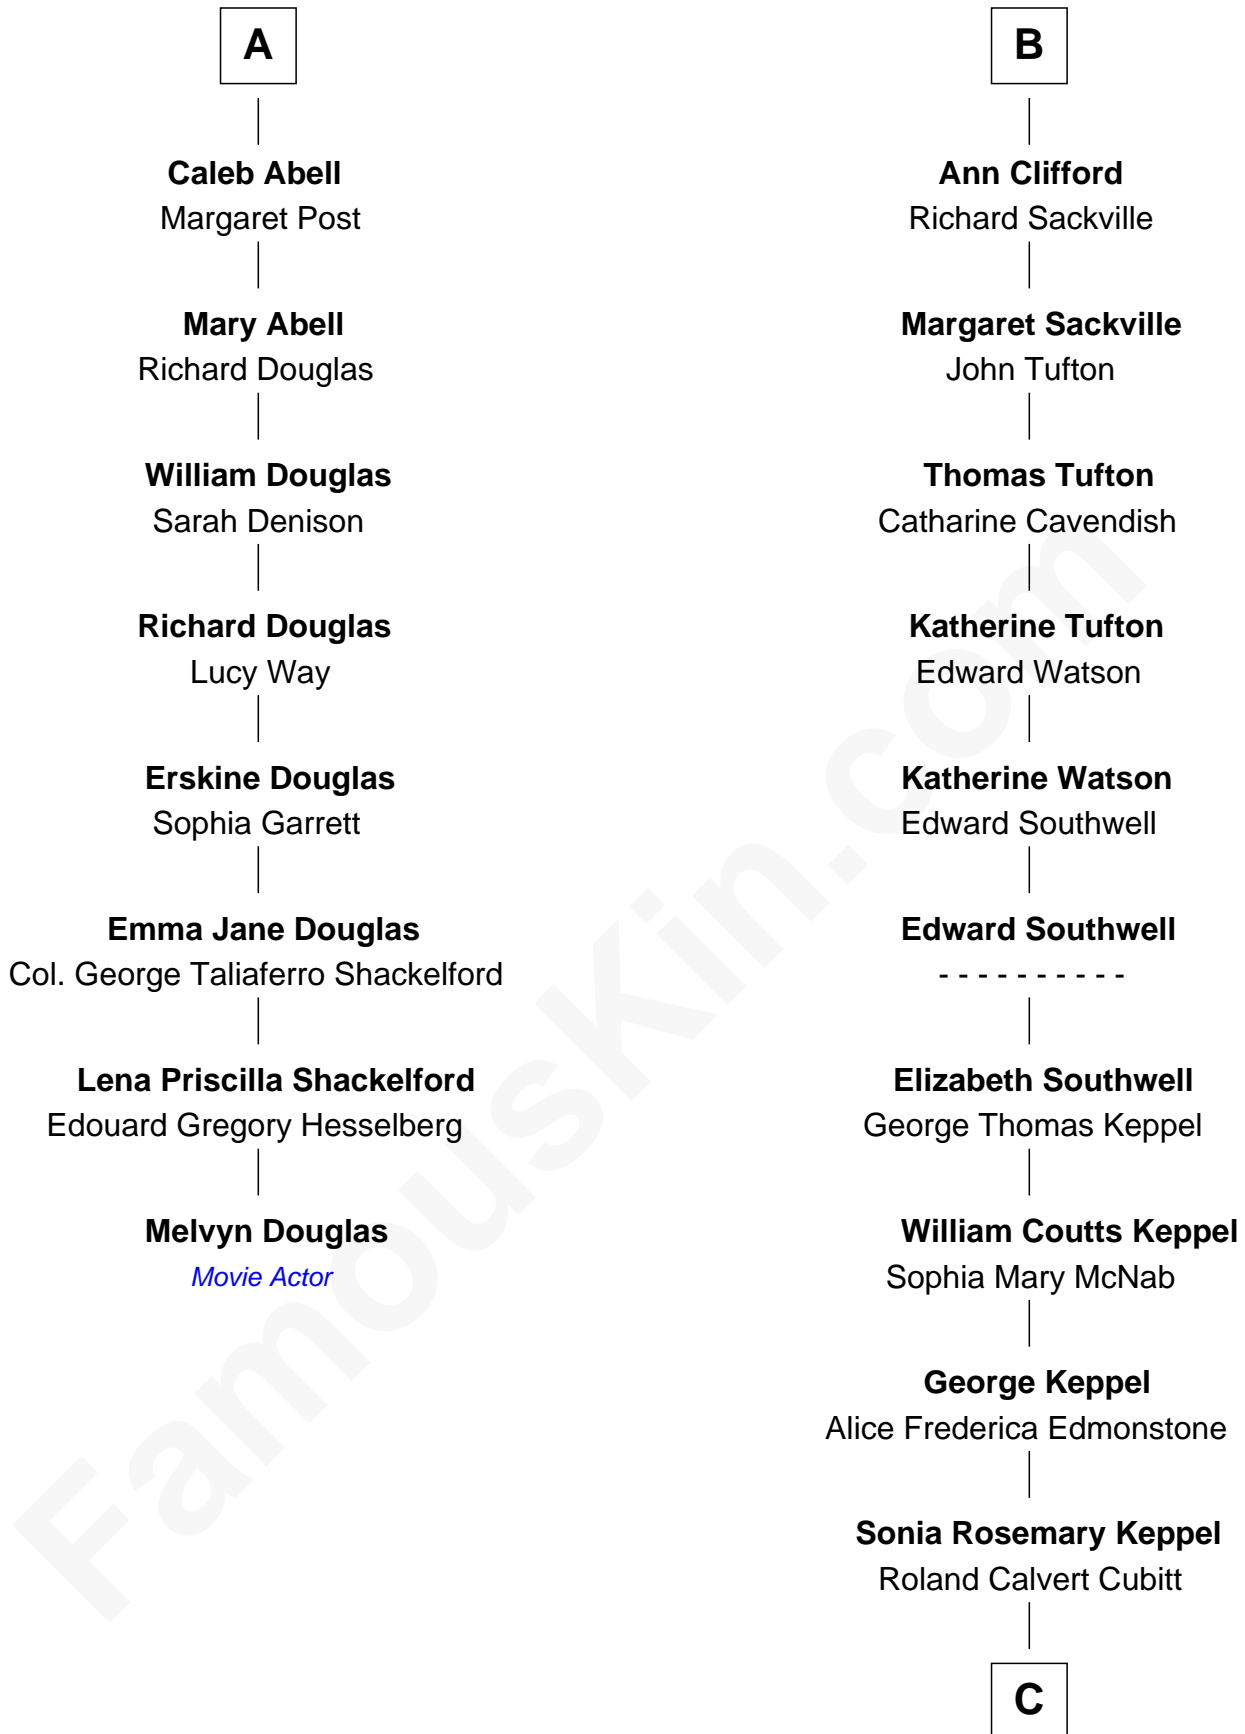 A
Caleb Abell
Margaret Post
Mary Abell
Richard Douglas
William Douglas
Sarah Denison
Richard Douglas
Lucy Way
Erskine Douglas
Sophia Garrett
Emma Jane Douglas
Col. George Taliaferro Shackelford
Lena Priscilla Shackelford
Edouard Gregory Hesselberg
Melvyn Douglas
Movie Actor
B
Ann Clifford
Richard Sackville
Margaret Sackville
John Tufton
Thomas Tufton
Catharine Cavendish
Katherine Tufton
Edward Watson
Katherine Watson
Edward Southwell
Edward Southwell
- - - - - - - - - -
Elizabeth Southwell
George Thomas Keppel
William Coutts Keppel
Sophia Mary McNab
George Keppel
Alice Frederica Edmonstone
Sonia Rosemary Keppel
Roland Calvert Cubitt
C
FamousKin.com